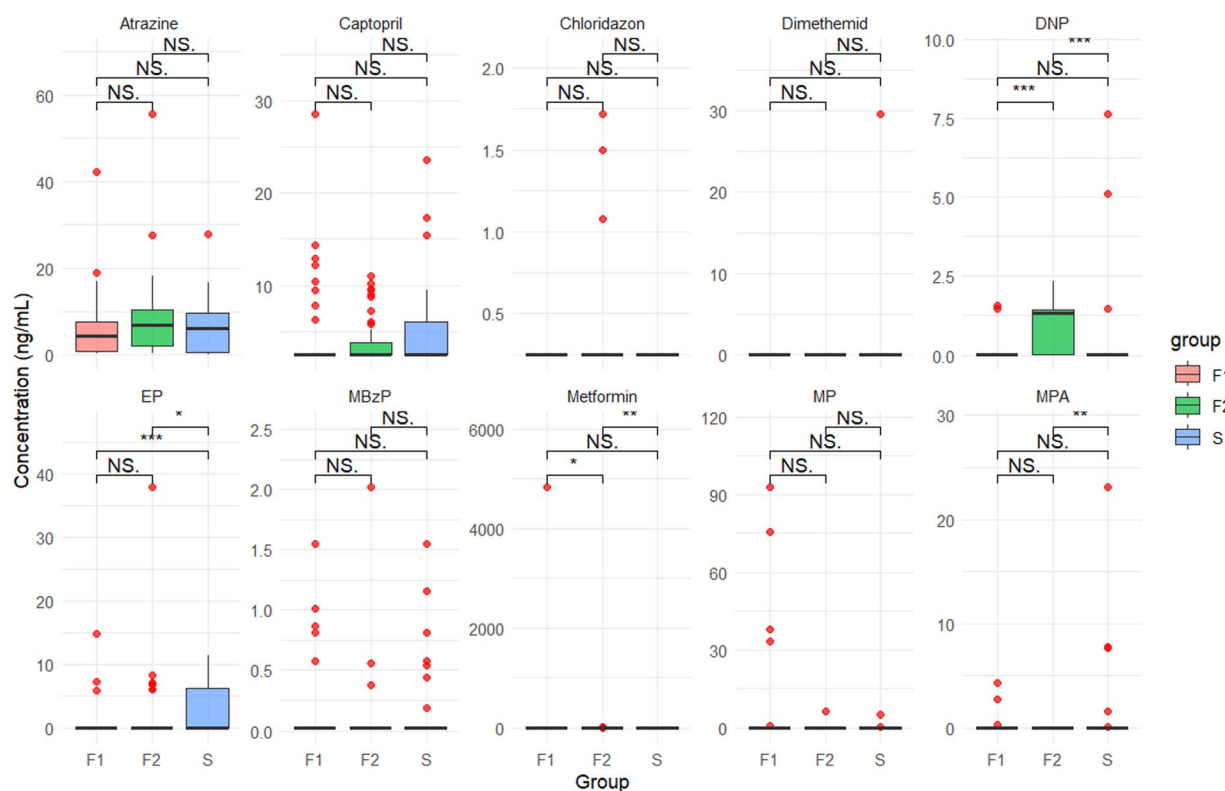 Atrazine Captopril Chloridazon Dimethemid DNP
NS. NS. NS. NS. ***
NS. NS. NS. NS. NS.
NS. NS. NS. NS. ***
60 30 2.0 30 10.0
40 20 1.5 20 7.5
20 10 1.0 10 5.0
0 0.5 0 2.5
0.0
Concentration (ng/mL)
group
F1
F2
S
EP MBzP Metformin MP MPA
* NS. ** NS. **
*** NS. NS. NS. NS.
NS. NS. * NS. NS.
40 2.5 6000 120 30
30 2.0 4000 90 20
20 1.5 2000 60 10
10 1.0 0 30 0
0 0.5 0
0.0
F1 F2 S F1 F2 S F1 F2 S F1 F2 S F1 F2 S
Group